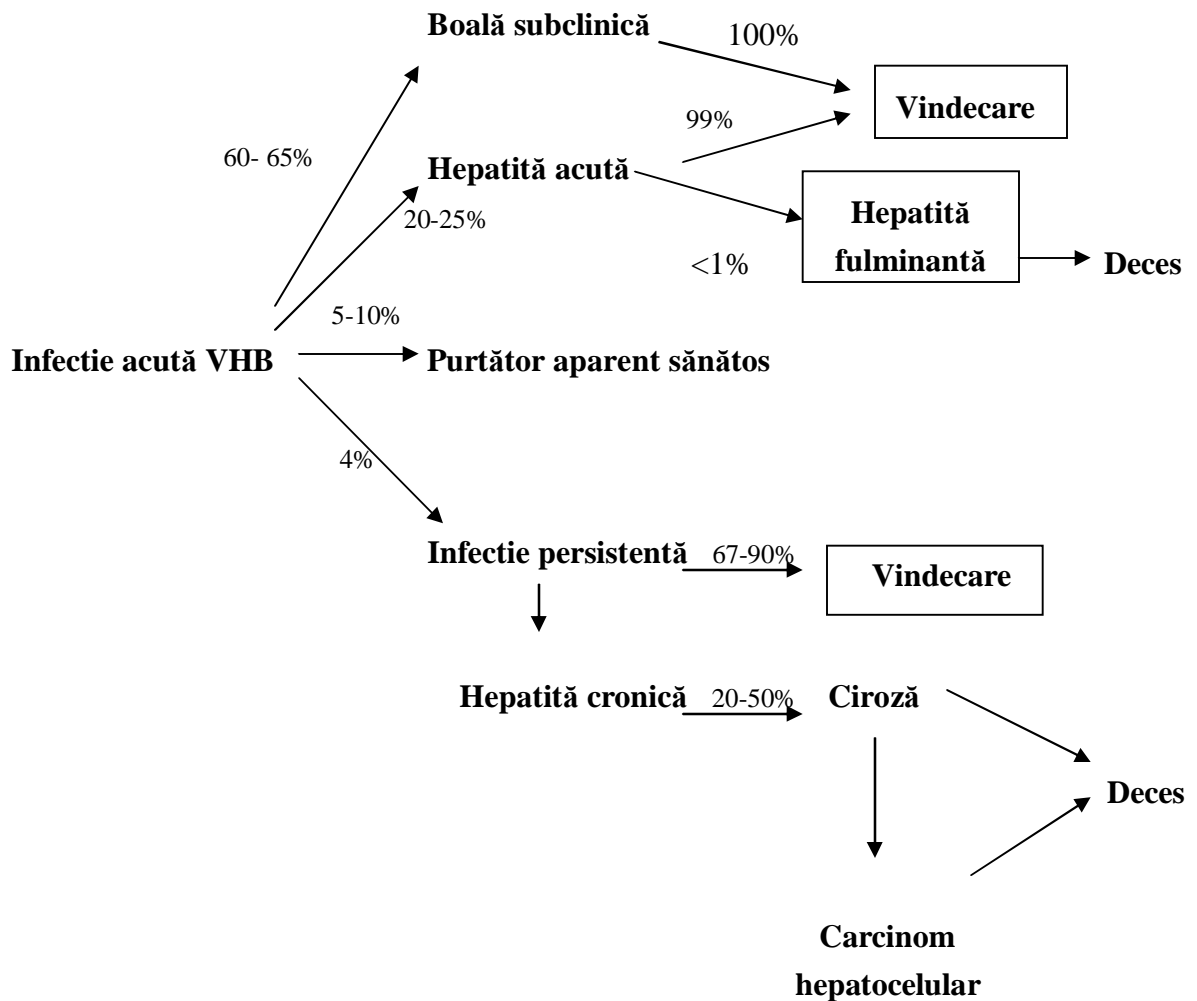 Boală subclinică
100%
Vindecare
99%
60- 65%
Hepatită acută
20-25%
Hepatită
fulminantă
<1%
Deces
5-10%
Infectie acută VHB
Purtător aparent sănătos
4%
Infectie persistentă
67-90%
Vindecare
Hepatită cronică
20-50%
Ciroză
Deces
Carcinom
hepatocelular